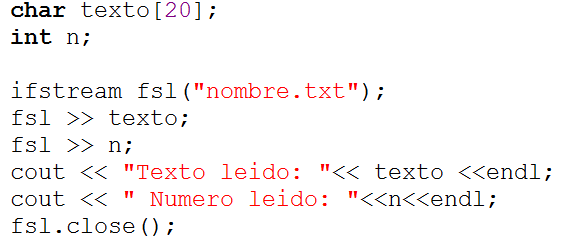 char texto[20];
int n;
ifstream fsl("nombre.txt");
fsl >> texto;
fsl >> n;
cout << "Texto leido: "<< texto <<endl;
cout << " Numero leido: "<<n<<endl;
fsl.close();